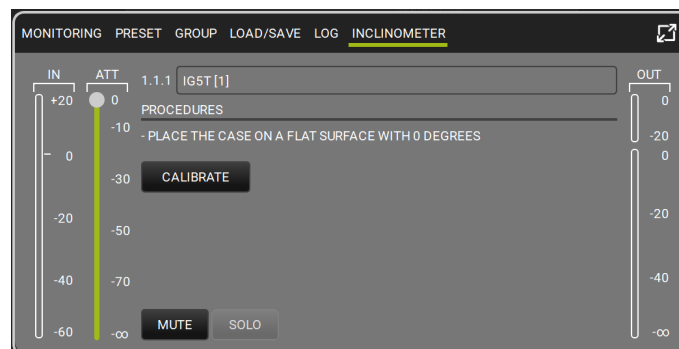 MONITORING PRESET GROUP LOAD/SAVE LOG INCLINOMETER
IN ATT OUT
1.1.1 IG5T [1]
+20 0 0
PROCEDURES
-10 - PLACE THE CASE ON A FLAT SURFACE WITH 0 DEGREES -20
0 0
-30 CALIBRATE
-20 -20
-50
-40 -70 -40
-60 -∞ MUTE SOLO -∞